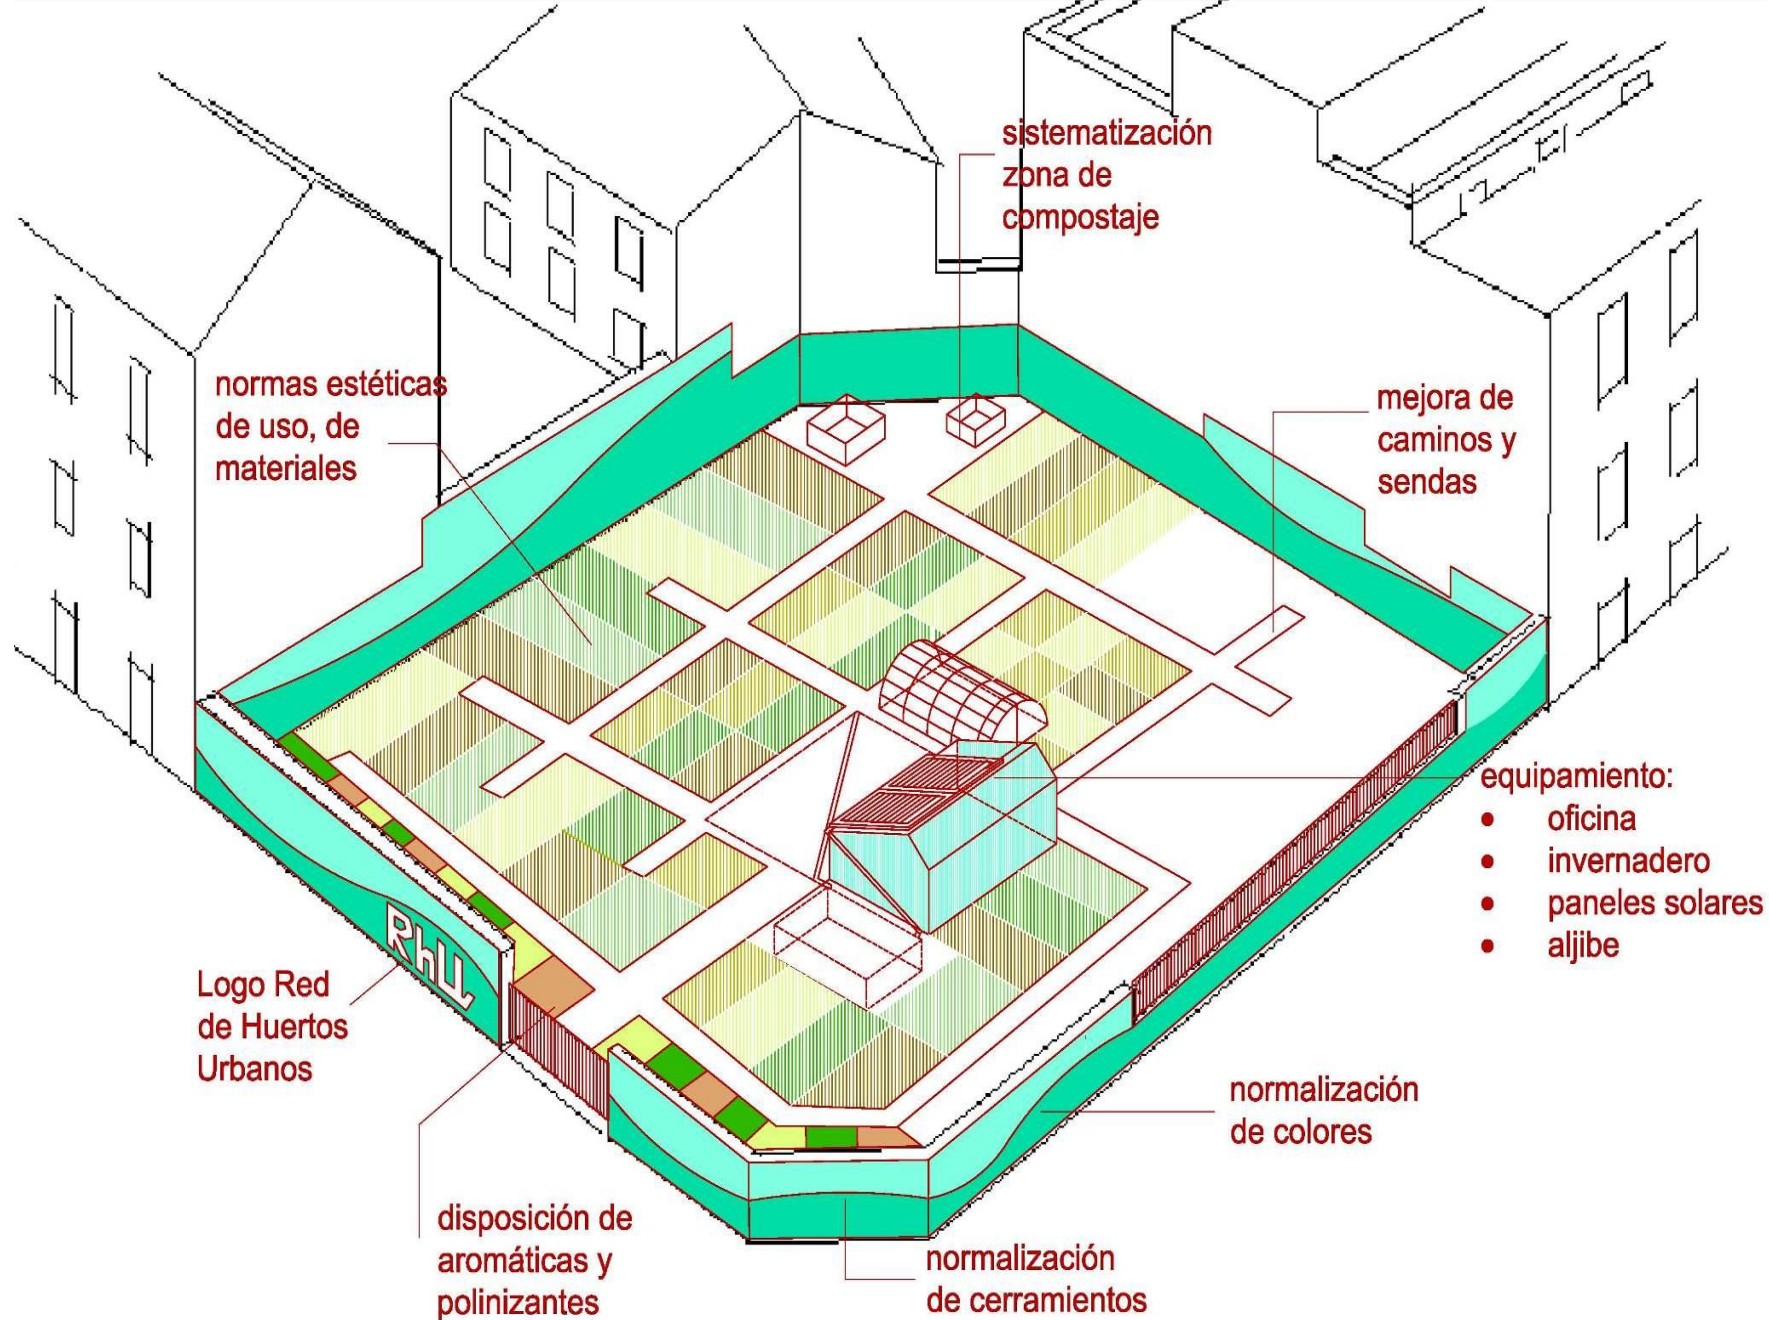 sistematización
zona de
compostaje
normas estéticas
de uso, de
materiales
mejora de
caminos y
sendas
equipamiento:
• oficina
• invernadero
• paneles solares
• aljibe
RhU
Logo Red
de Huertos
Urbanos
normalización
de colores
disposición de
aromáticas y
polinizantes
normalización
de cerramientos